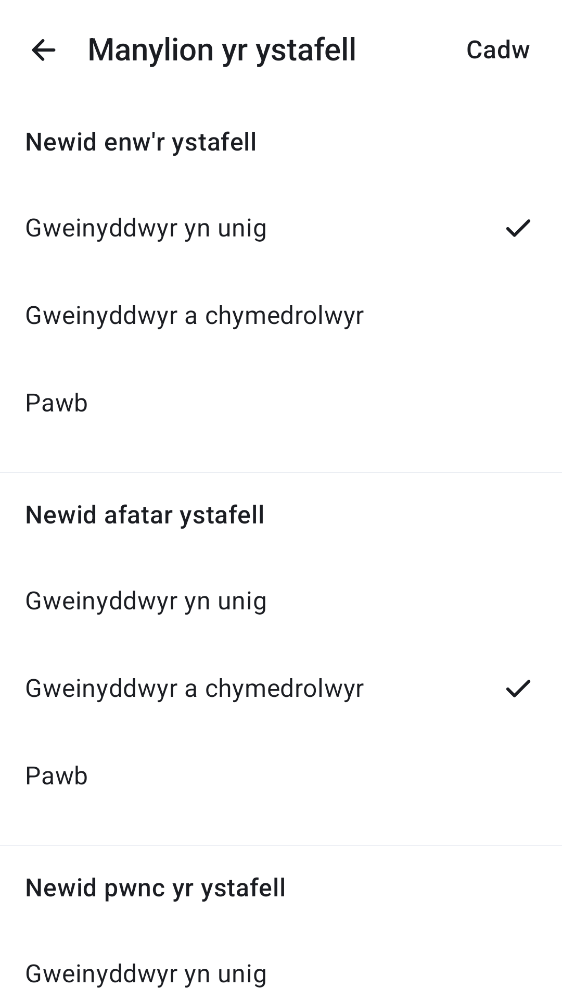 Manylion yr ystafell
Cadw
Newid enw'r ystafell
Gweinyddwyr yn unig
Gweinyddwyr a chymedrolwyr
Pawb
Newid afatar ystafell
Gweinyddwyr yn unig
Gweinyddwyr a chymedrolwyr
Pawb
Newid pwnc yr ystafell
Gweinyddwyr yn unig